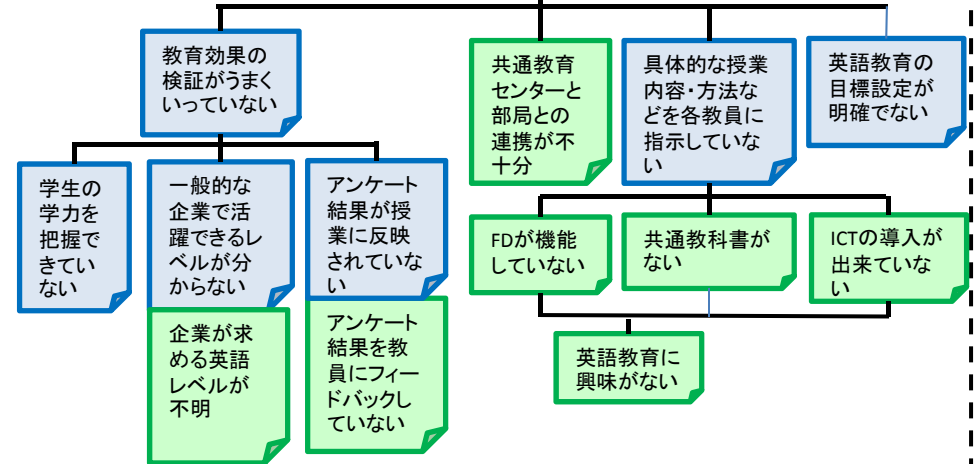 教育効果の
検証がうまく
いっていない
共通教育
センターと
部局との
連携が不
十分
具体的な授業
内容・方法な
どを各教員に
指示していな
い
英語教育の
目標設定が
明確でない
学生の
学力を
把握で
きてい
ない
一般的な
企業で活
躍できるレ
ベルが分
からない
アンケート
結果が授
業に反映
されていな
い
FDが機能
していない
共通教科書が
ない
ICTの導入が
出来ていな
い
企業が求
める英語
レベルが
不明
アンケート
結果を教
員にフィー
ドバックし
ていない
英語教育に
興味がない